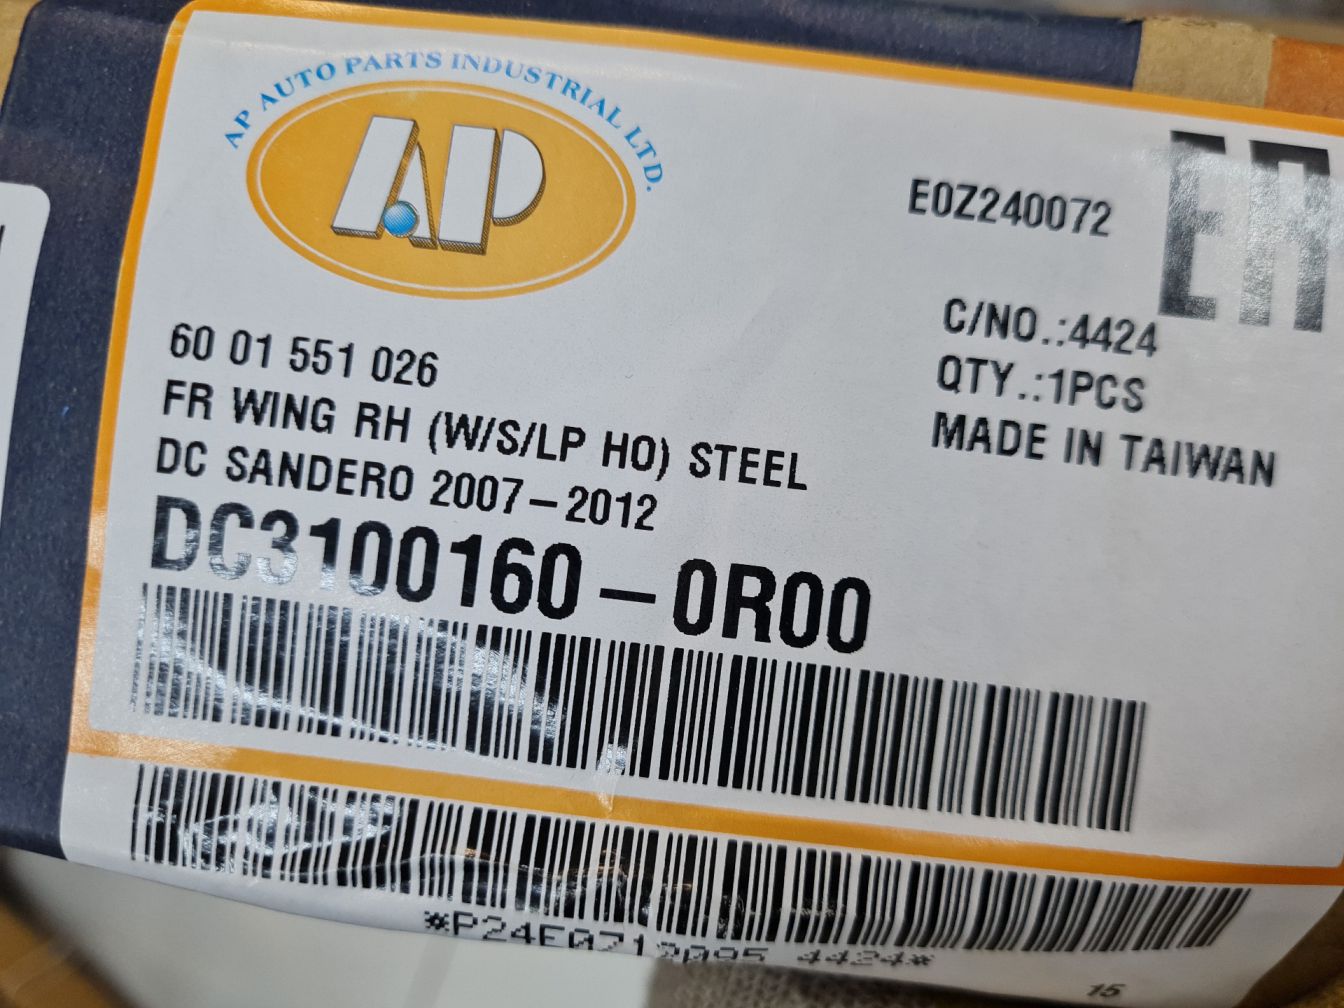 AP AUTO PARTS INDUSTRIAL LTD.
AP
E0Z240072
C/NO.:4424
QTY.:1PCS
MADE IN TAIWAN
60 01 551 026
FR WING RH (W/S/LP HO) STEEL
DC SANDERO 2007-2012
DC3100160-0R00
4424*
15